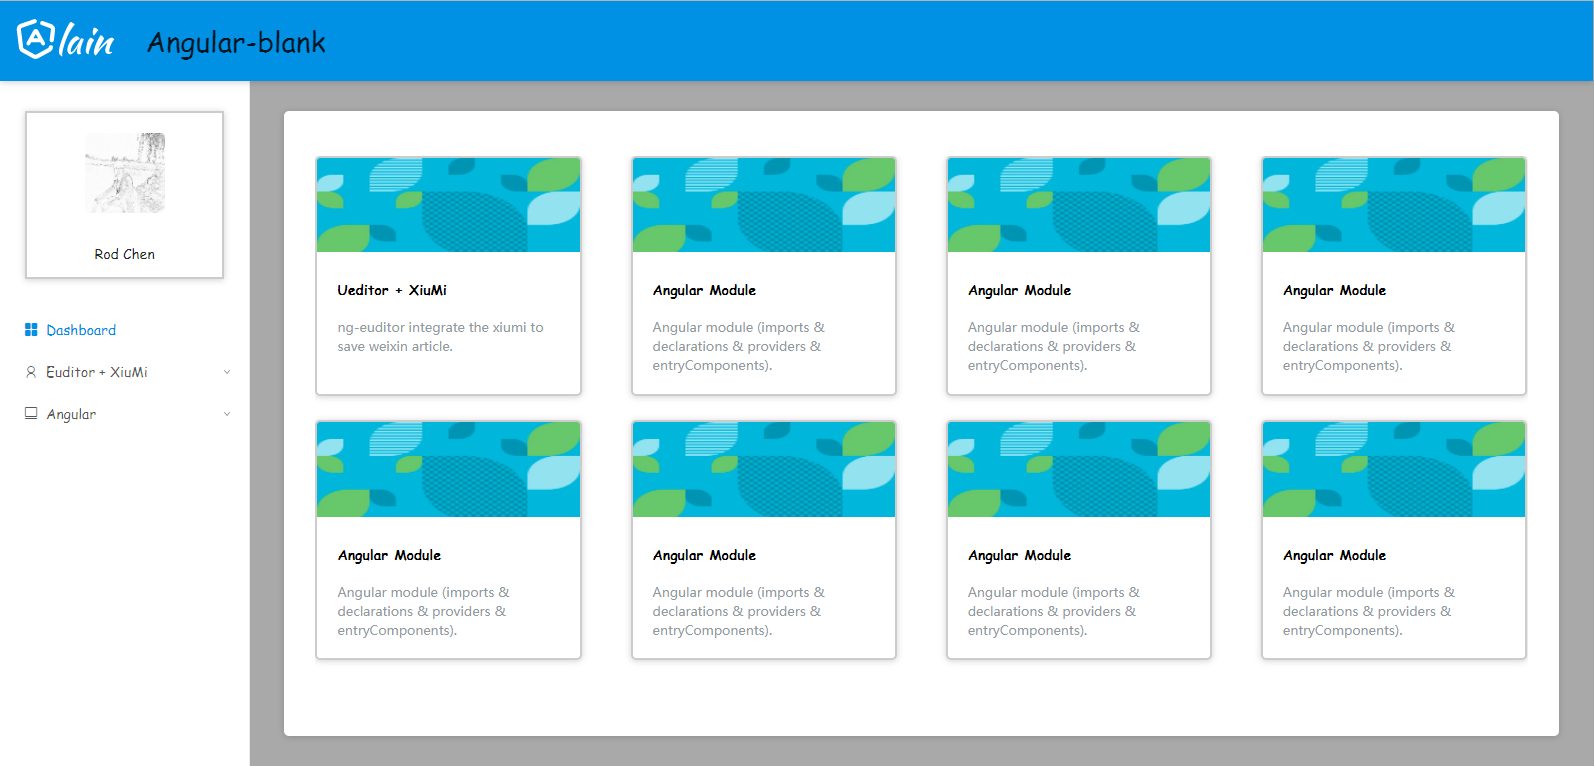 Alain Angular-blank
Rod Chen
Dashboard
Euditor + XiuMi
Angular
Ueditor + XiuMi
ng-euditor integrate the xiumi to
save weixin article.
Angular Module
Angular module (imports &
declarations & providers &
entryComponents).
Angular Module
Angular module (imports &
declarations & providers &
entryComponents).
Angular Module
Angular module (imports &
declarations & providers &
entryComponents).
Angular Module
Angular module (imports &
declarations & providers &
entryComponents).
Angular Module
Angular module (imports &
declarations & providers &
entryComponents).
Angular Module
Angular module (imports &
declarations & providers &
entryComponents).
Angular Module
Angular module (imports &
declarations & providers &
entryComponents).